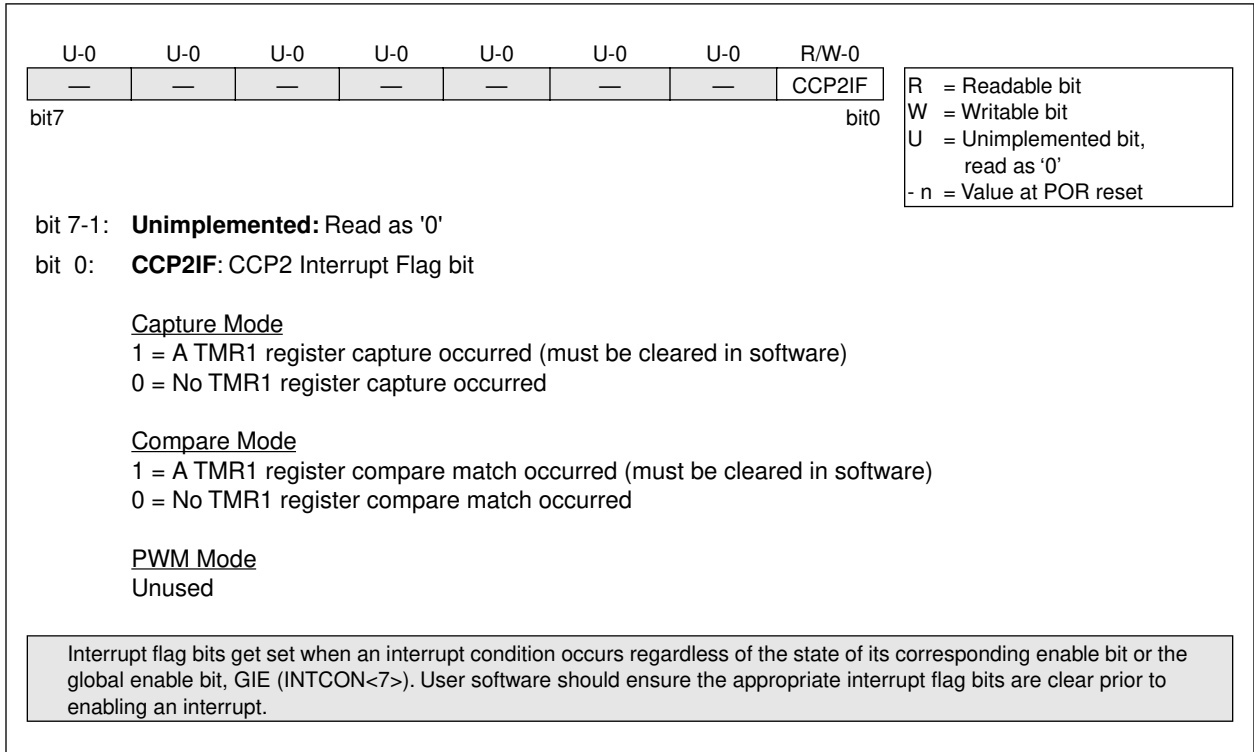 U-0 U-0 U-0 U-0 U-0 U-0 U-0 R/W-0
— — — — — — — CCP2IF
bit7 bit0
R = Readable bit
W = Writable bit
U = Unimplemented bit,
read as ‘0’
- n = Value at POR reset
bit 7-1: Unimplemented: Read as '0'
bit 0: CCP2IF: CCP2 Interrupt Flag bit
Capture Mode
1 = A TMR1 register capture occurred (must be cleared in software)
0 = No TMR1 register capture occurred
Compare Mode
1 = A TMR1 register compare match occurred (must be cleared in software)
0 = No TMR1 register compare match occurred
PWM Mode
Unused
Interrupt flag bits get set when an interrupt condition occurs regardless of the state of its corresponding enable bit or the
global enable bit, GIE (INTCON<7>). User software should ensure the appropriate interrupt flag bits are clear prior to
enabling an interrupt.